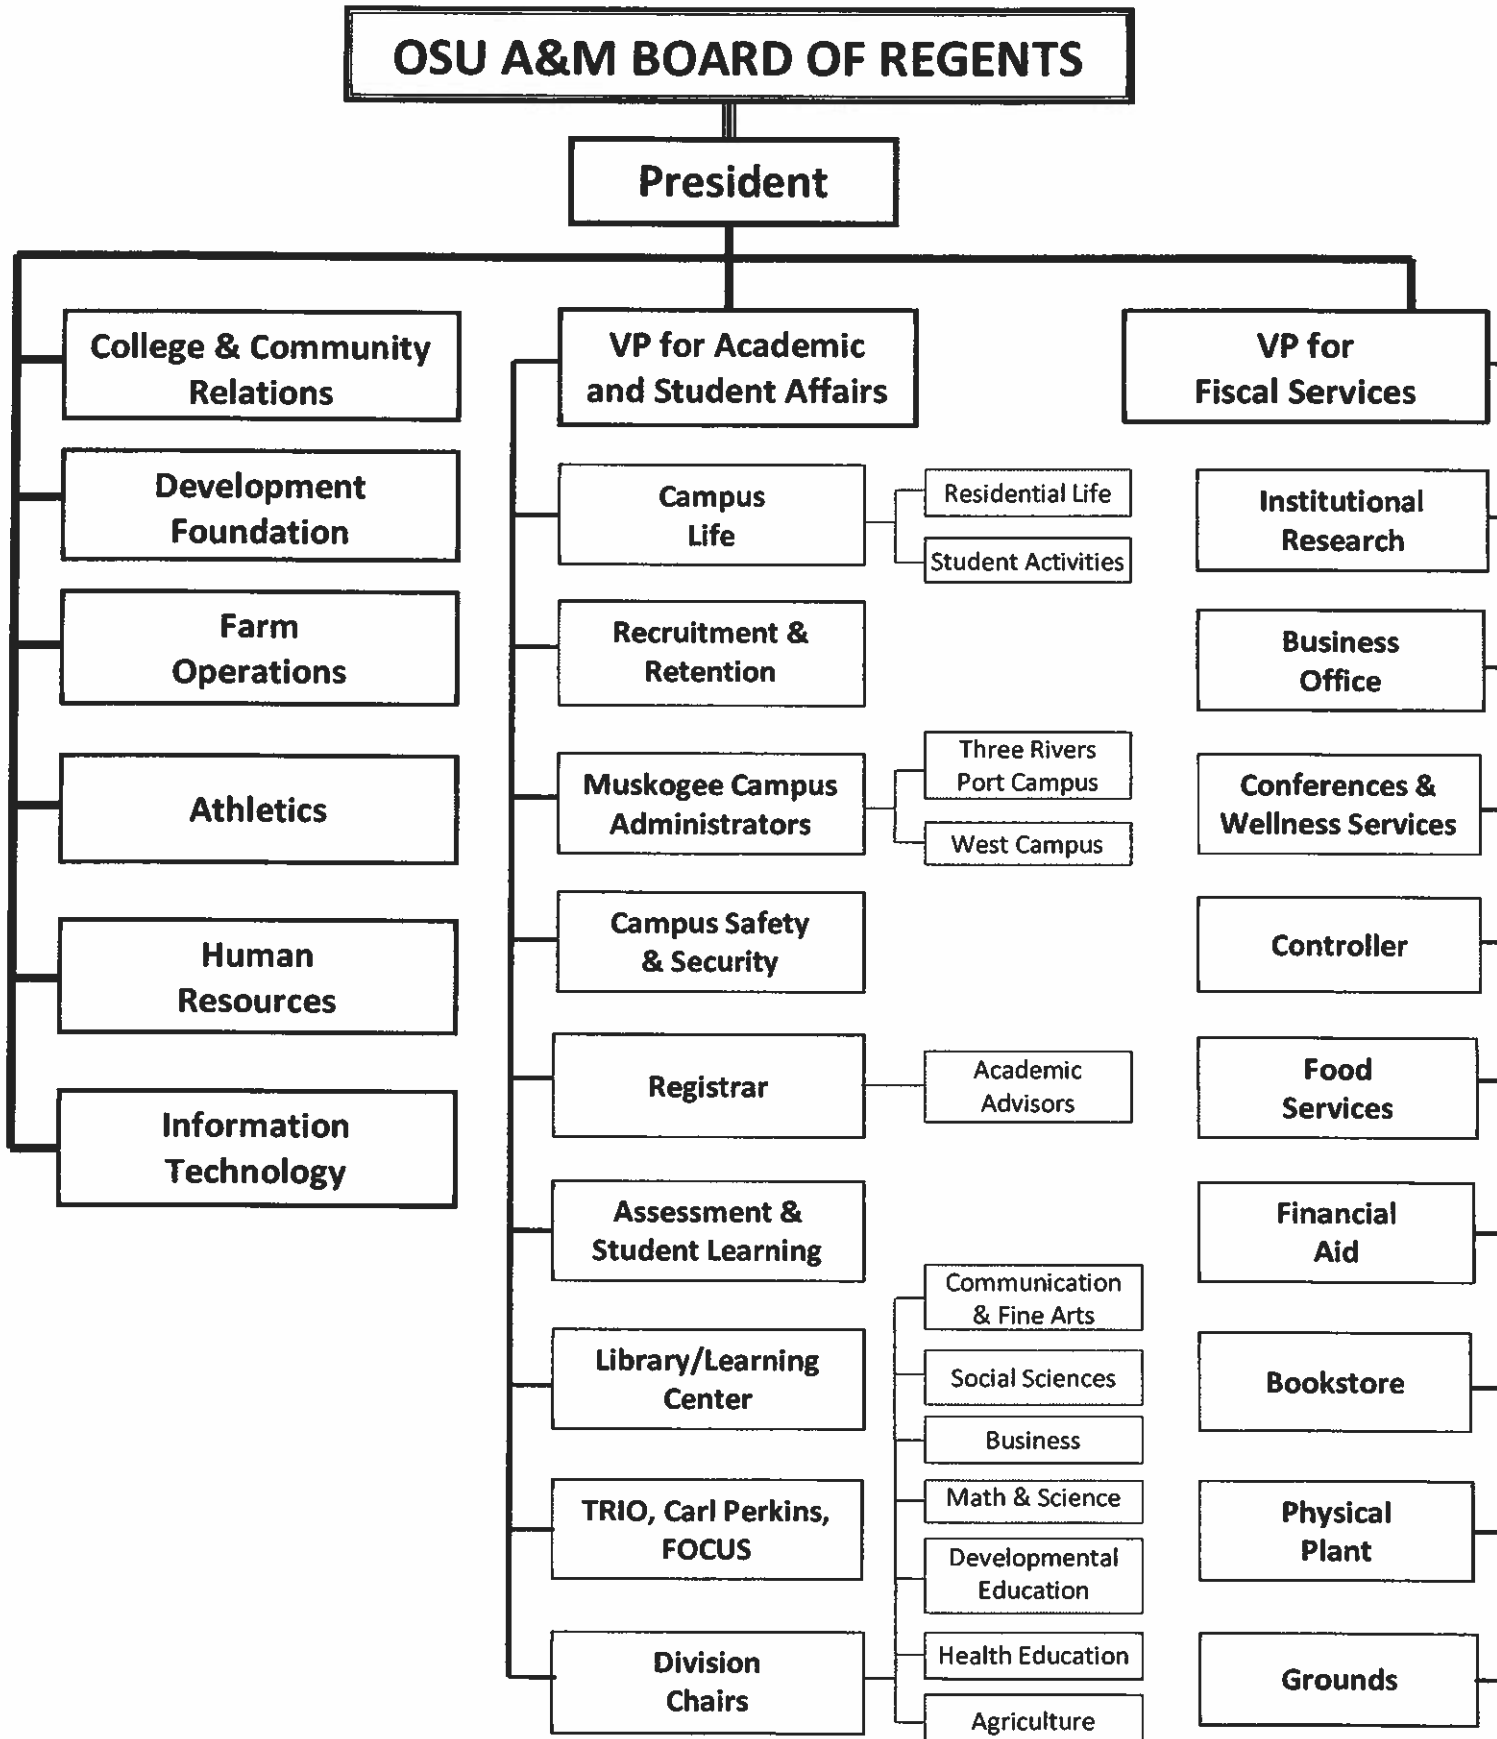 OSU A&M BOARD OF REGENTS
President
College & Community
Relations
Development
Foundation
Farm
Operations
Athletics
Human
Resources
Information
Technology
VP for Academic
and Student Affairs
Campus
Life
Residential Life
Student Activities
Recruitment &
Retention
Muskogee Campus
Administrators
Three Rivers
Port Campus
West Campus
Campus Safety
& Security
Registrar
Academic
Advisors
Assessment &
Student Learning
Library/Learning
Center
TRIO, Carl Perkins,
FOCUS
Division
Chairs
Communication
& Fine Arts
Social Sciences
Business
Math & Science
Developmental
Education
Health Education
Agriculture
VP for
Fiscal Services
Institutional
Research
Business
Office
Conferences &
Wellness Services
Controller
Food
Services
Financial
Aid
Bookstore
Physical
Plant
Grounds